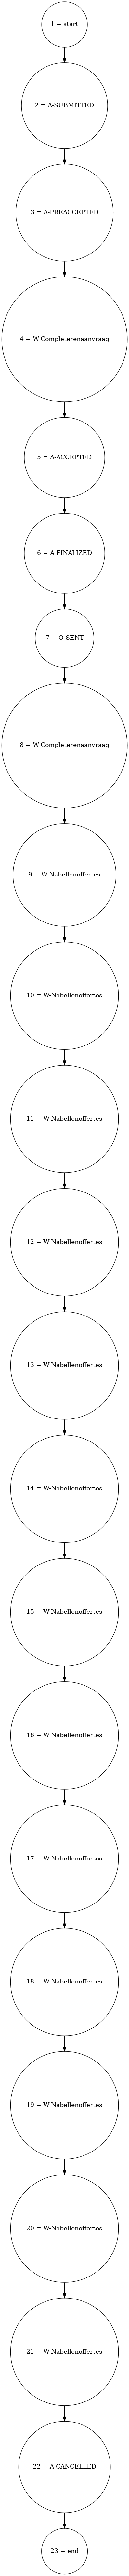 1 = start
2 = A-SUBMITTED
3 = A-PREACCEPTED
4 = W-Completerenaanvraag
5 = A-ACCEPTED
6 = A-FINALIZED
7 = O-SENT
8 = W-Completerenaanvraag
9 = W-Nabellenoffertes
10 = W-Nabellenoffertes
11 = W-Nabellenoffertes
12 = W-Nabellenoffertes
13 = W-Nabellenoffertes
14 = W-Nabellenoffertes
15 = W-Nabellenoffertes
16 = W-Nabellenoffertes
17 = W-Nabellenoffertes
18 = W-Nabellenoffertes
19 = W-Nabellenoffertes
20 = W-Nabellenoffertes
21 = W-Nabellenoffertes
22 = A-CANCELLED
23 = end